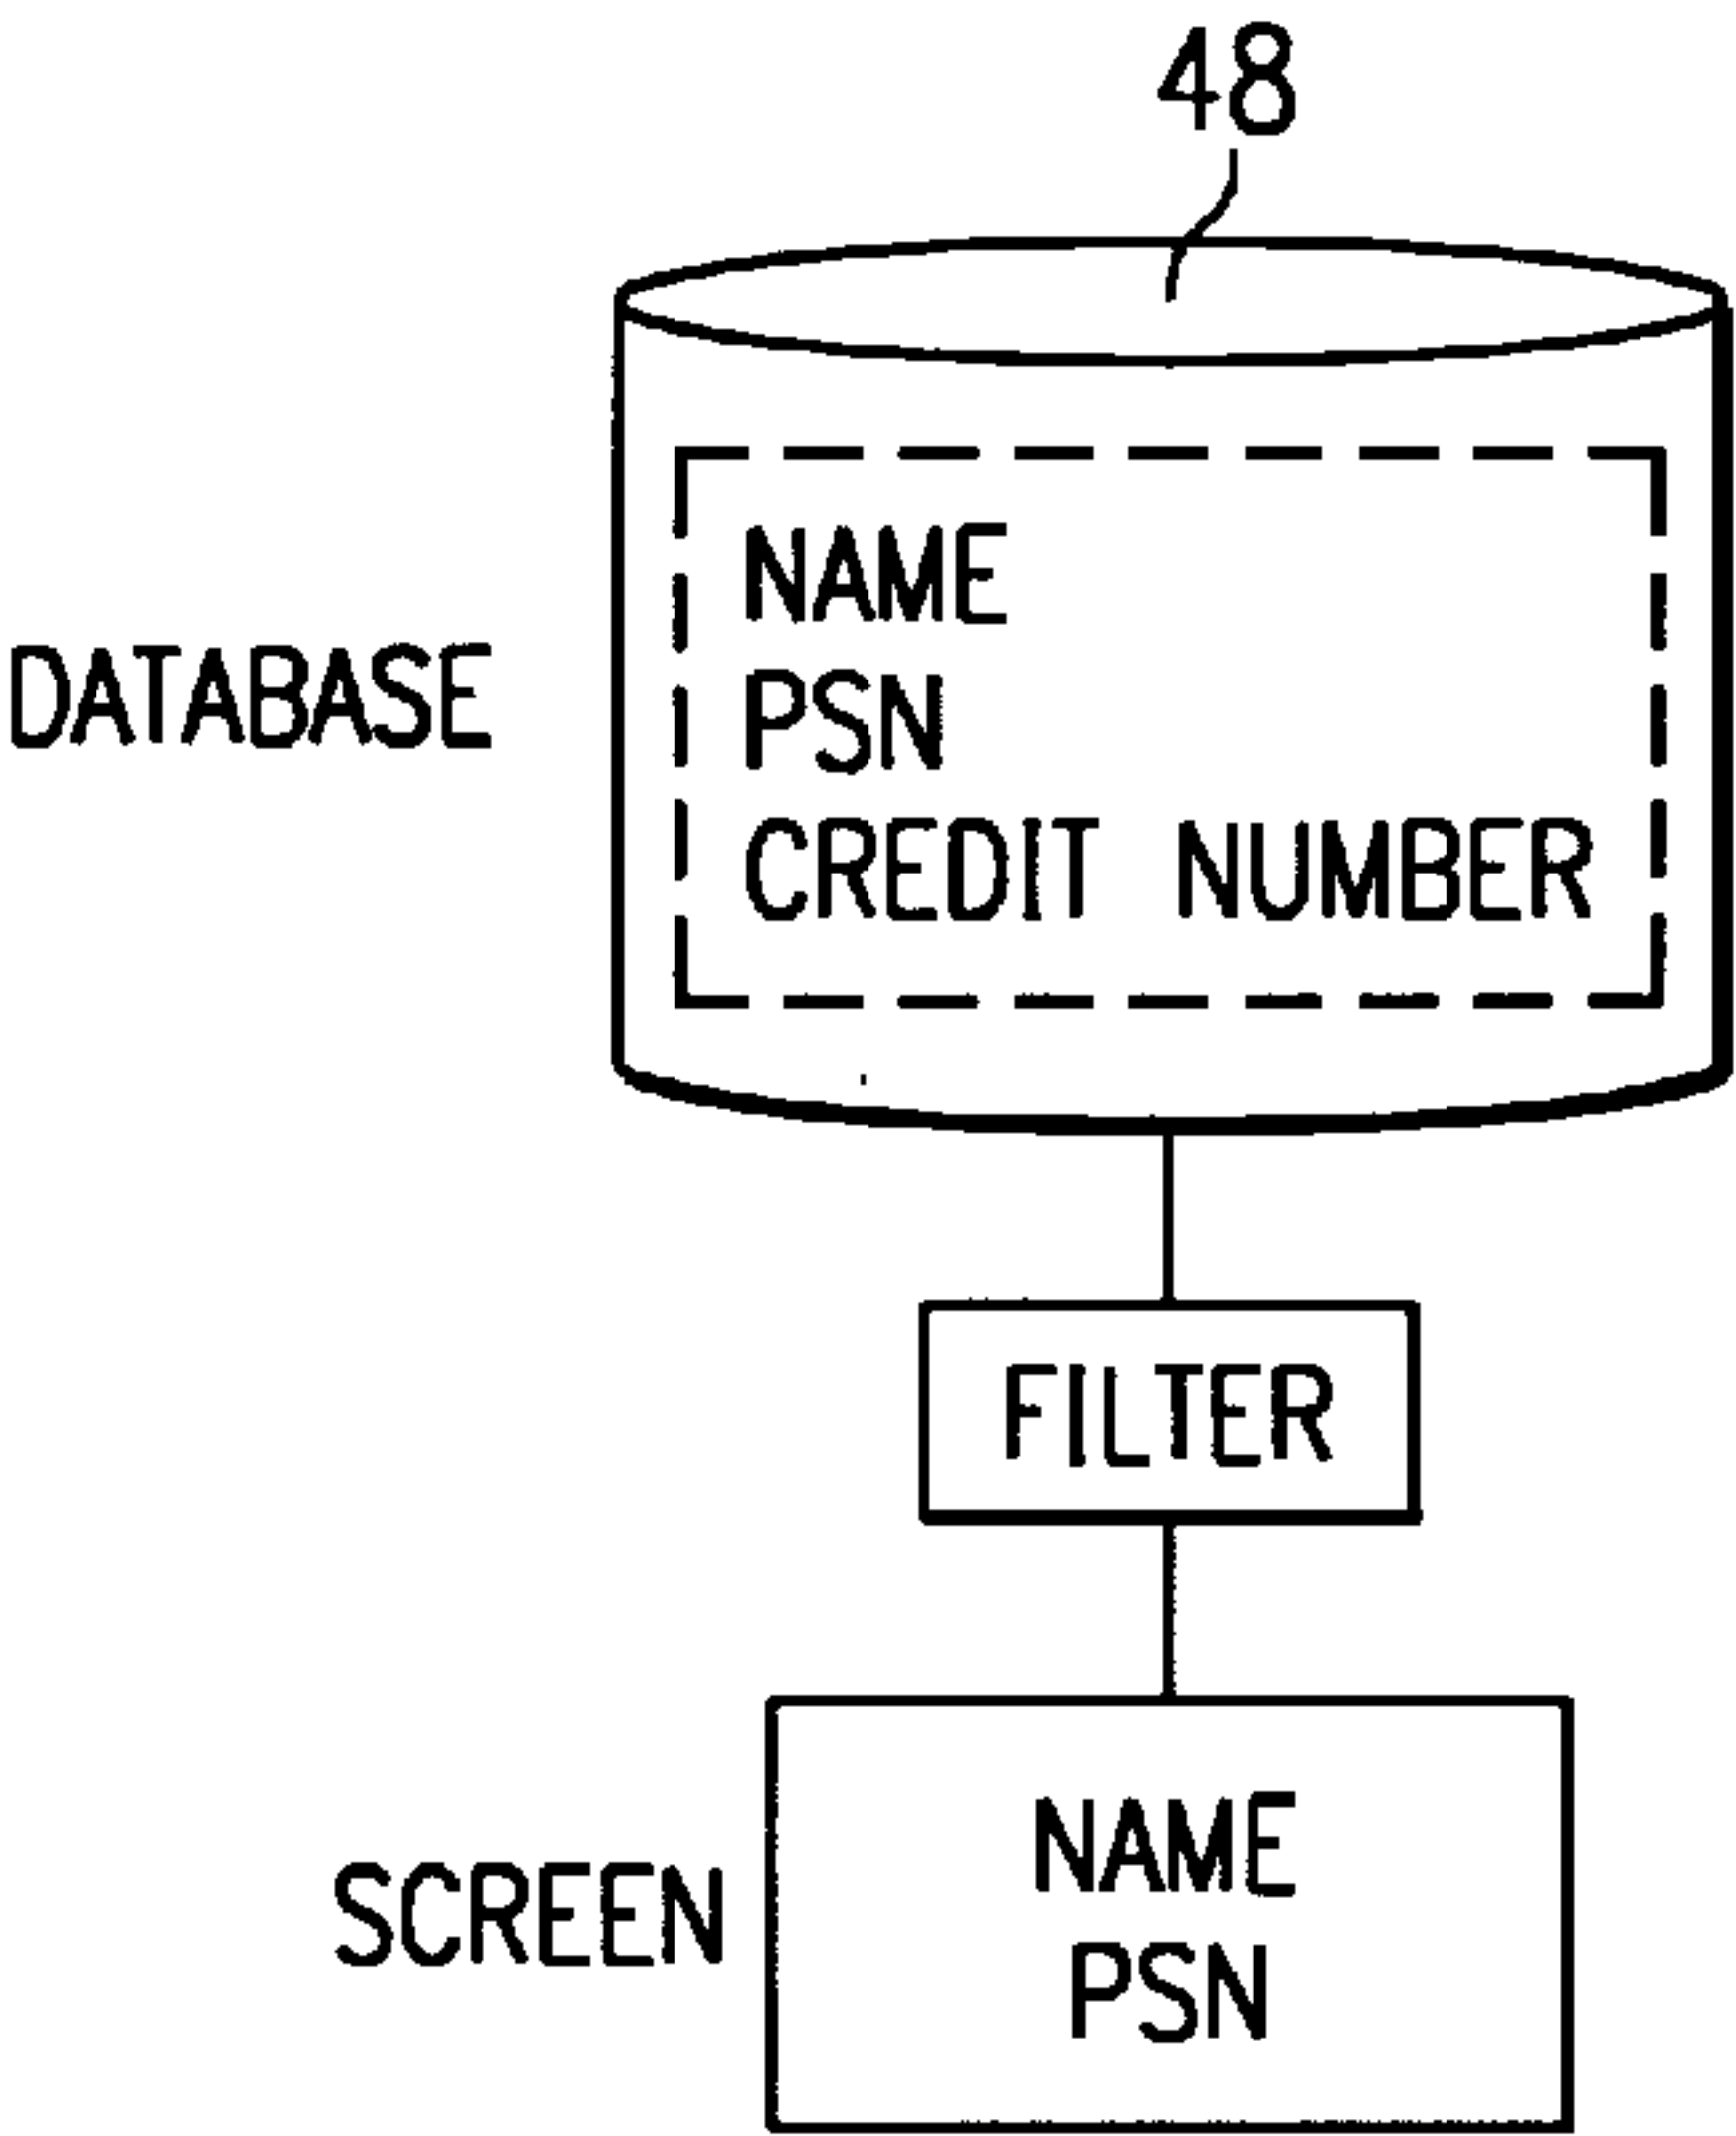 48
DATABASE
NAME
PSN
CREDIT NUMBER
FILTER
SCREEN
NAME
PSN